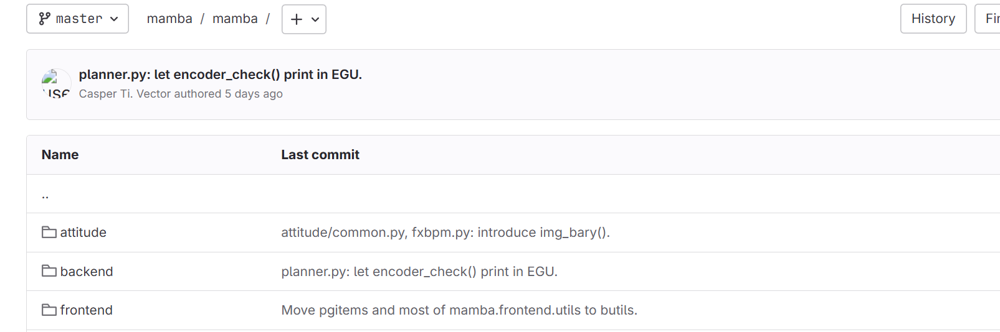 master mamba / mamba / + History
planner.py: let encoder_check() print in EGU.
Casper Ti. Vector authored 5 days ago
Name Last commit
..
attitude attitude/common.py, fxbpm.py: introduce img_bary().
backend planner.py: let encoder_check() print in EGU.
frontend Move pgitems and most of mamba.frontend.utils to butils.